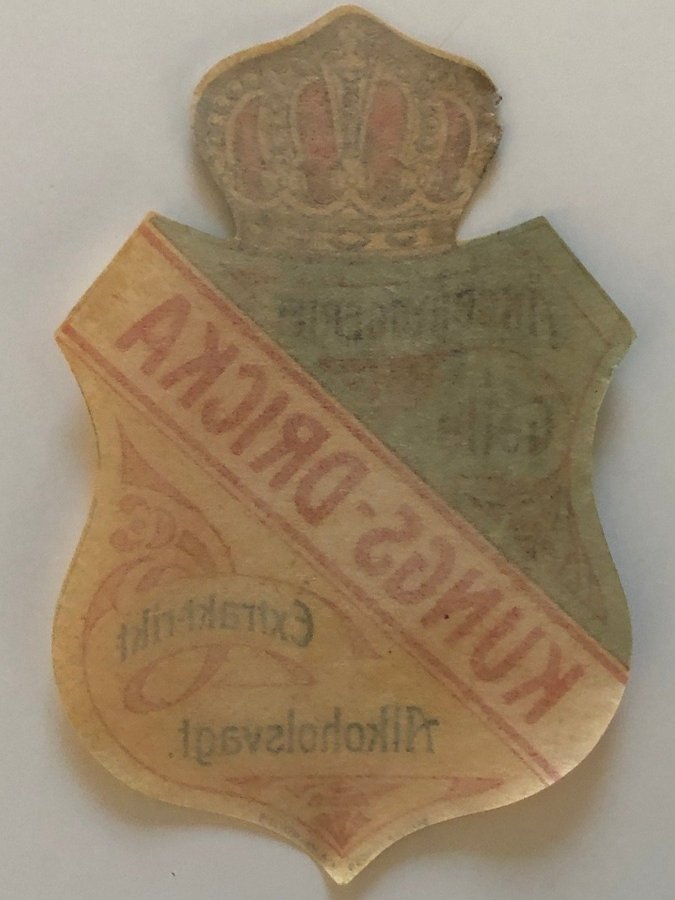 KUNGS-DRICKA
Extraktrikt
Alkoholsvagt.